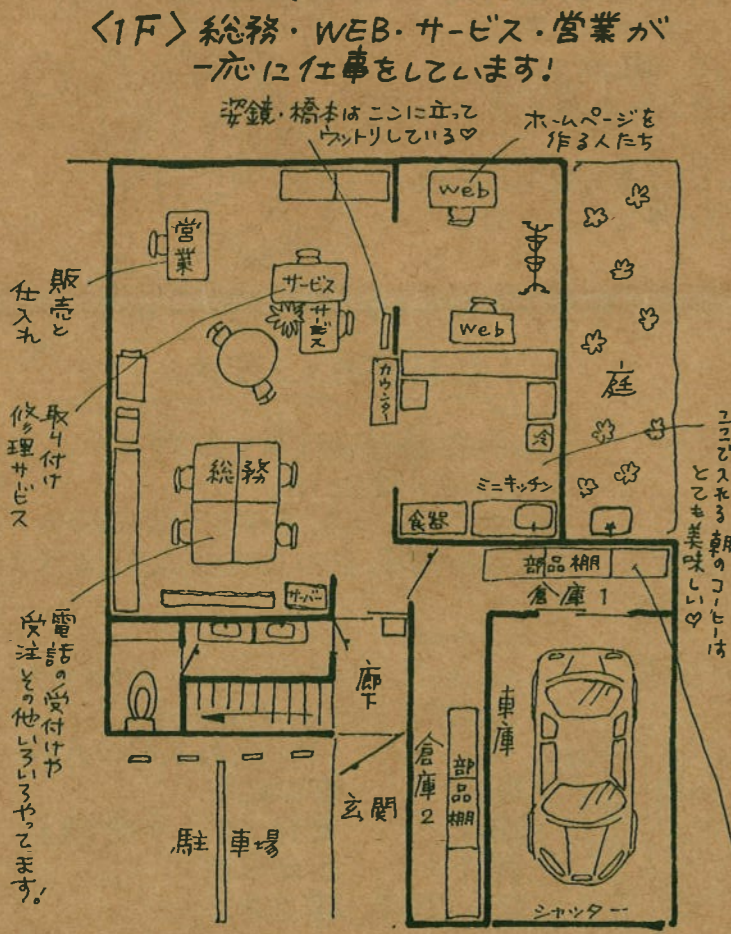 〈1F〉総務・WEB・サービス・営業が
一応に仕事をしています!
姿鏡・橋本はここに立って
ウットリしている♡
ホームページを
作る人たち
web
営業
サービス
サービス
web
販売と
仕入れ
カウンター
庭
冷
取り付け
修理サービス
総務
ミニキッチン
食器
ここで入れる朝のコーヒーは
とても美味しい♡
部品棚
倉庫1
サーバー
電話の受付けや
受注その他いろいろやってます!
廊下
車庫
倉庫2
部品棚
玄関
駐車場
シャッター